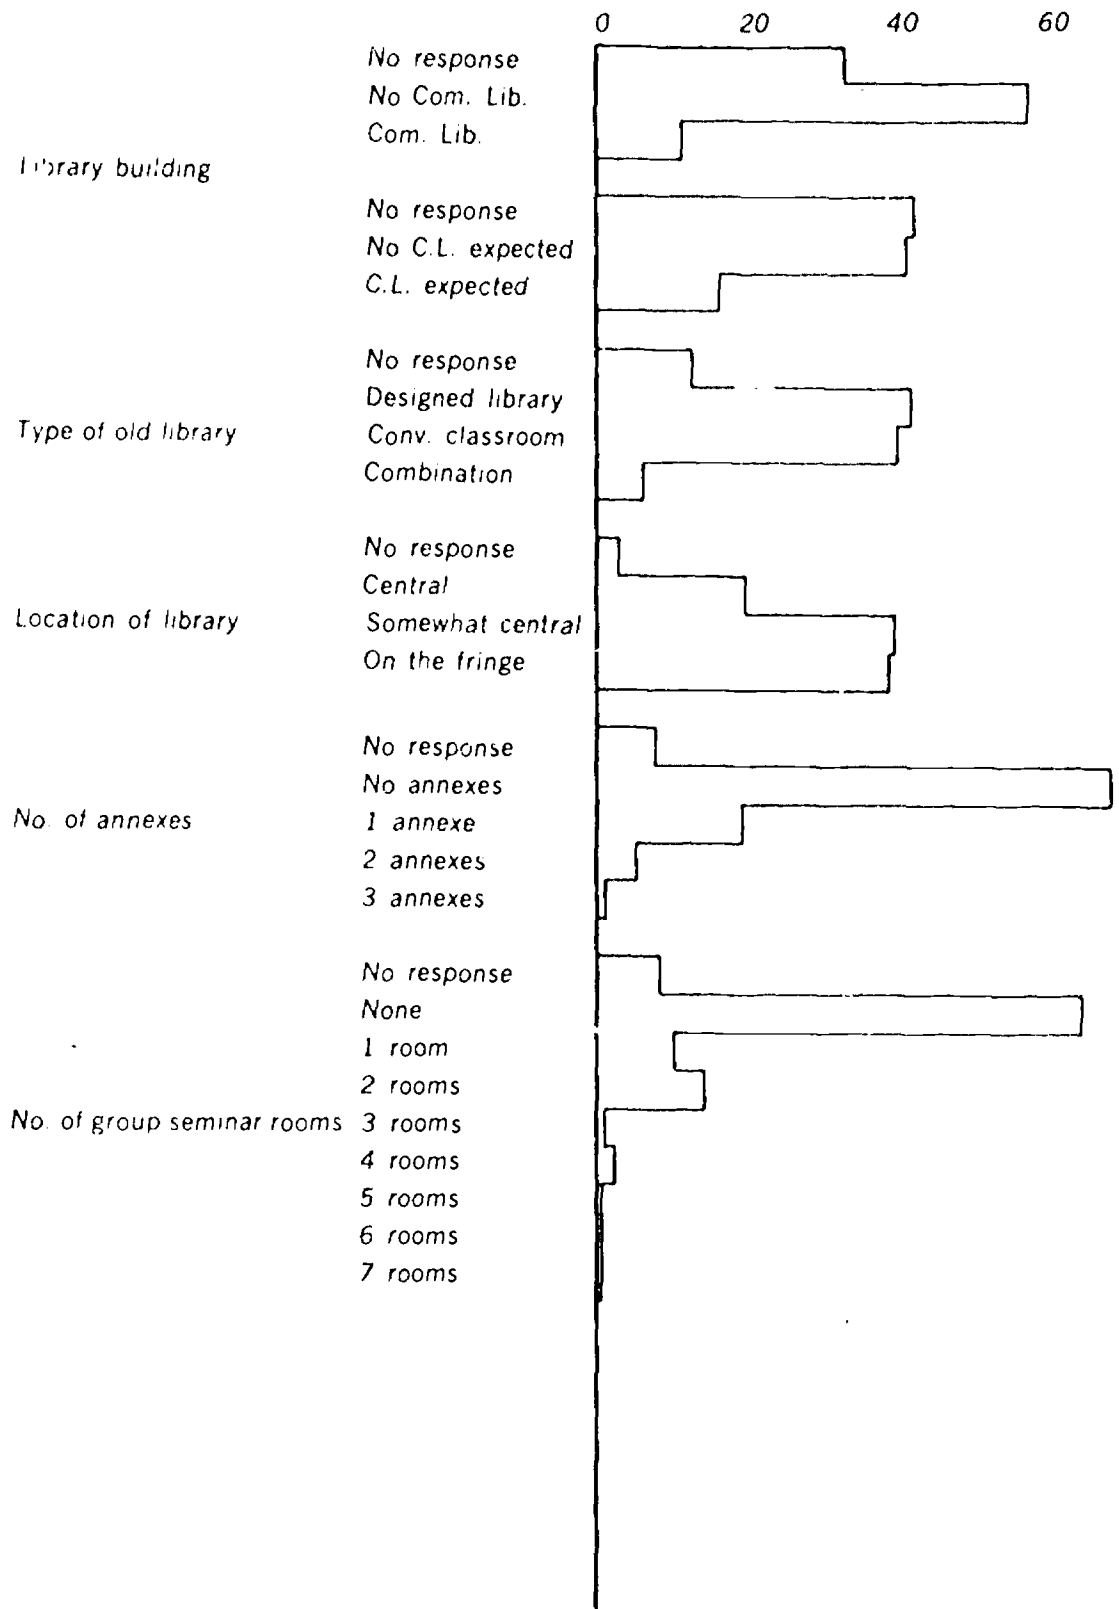 0 20 40 60
No response
No Com. Lib.
Com. Lib.
Library building
No response
No C.L. expected
C.L. expected
No response
Designed library
Type of old library Conv. classroom
Combination
No response
Central
Location of library Somewhat central
On the fringe
No response
No annexes
No. of annexes 1 annexe
2 annexes
3 annexes
No response
None
1 room
2 rooms
No. of group seminar rooms 3 rooms
4 rooms
5 rooms
6 rooms
7 rooms